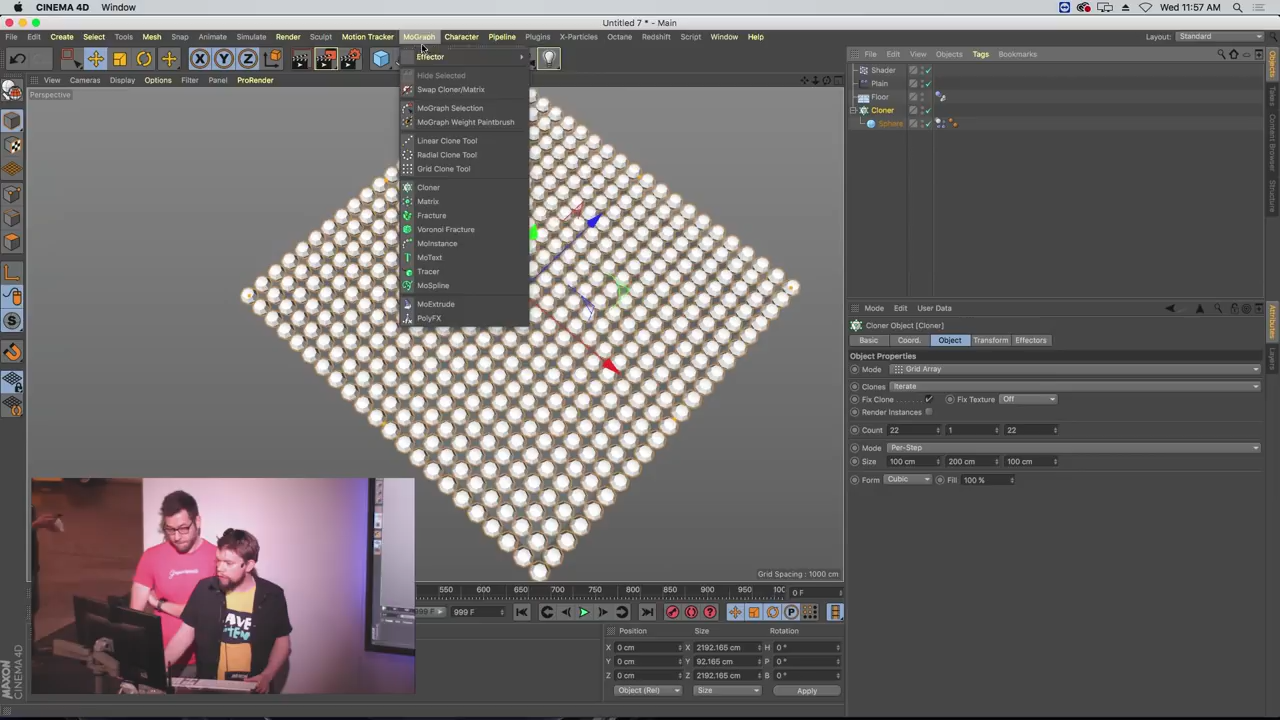 CINEMA 4D Window
Wed 11:57 AM
Untitled 7 * - Main
File Edit Create Select Tools Mesh Snap Animate Simulate Render Sculpt Motion Tracker MoGraph Character Pipeline Plugins X-Particles Octane Redshift Script Window Help
Layout: Standard
View Cameras Display Options Filter Panel ProRender
Perspective
Effector
Hide Selected
Swap Cloner/Matrix
MoGraph Selection
MoGraph Weight Paintbrush
Linear Clone Tool
Radial Clone Tool
Grid Clone Tool
Cloner
Matrix
Fracture
Voronoi Fracture
MoInstance
MoText
Tracer
MoSpline
MoExtrude
PolyFX
File Edit View Objects Tags Bookmarks
Shader
Plain
Floor
Cloner
Sphere
Objects
Takes
Content Browser
Structure
Attributes
Layers
Mode Edit User Data
Cloner Object [Cloner]
Basic Coord. Object Transform Effectors
Object Properties
Mode Grid Array
Clones Iterate
Fix Clone Fix Texture Off
Render Instances
Count 22 1 22
Mode Per-Step
Size 100 cm 200 cm 100 cm
Form Cubic Fill 100 %
Grid Spacing : 1000 cm
550 600 650 700 750 800 850 900 950 0 F
999 F 999 F
Position Size Rotation
X 0 cm X 2192.165 cm H 0 °
Y 0 cm Y 92.165 cm P 0 °
Z 0 cm Z 2192.165 cm B 0 °
Object (Rel) Size Apply
MAXON
CINEMA 4D